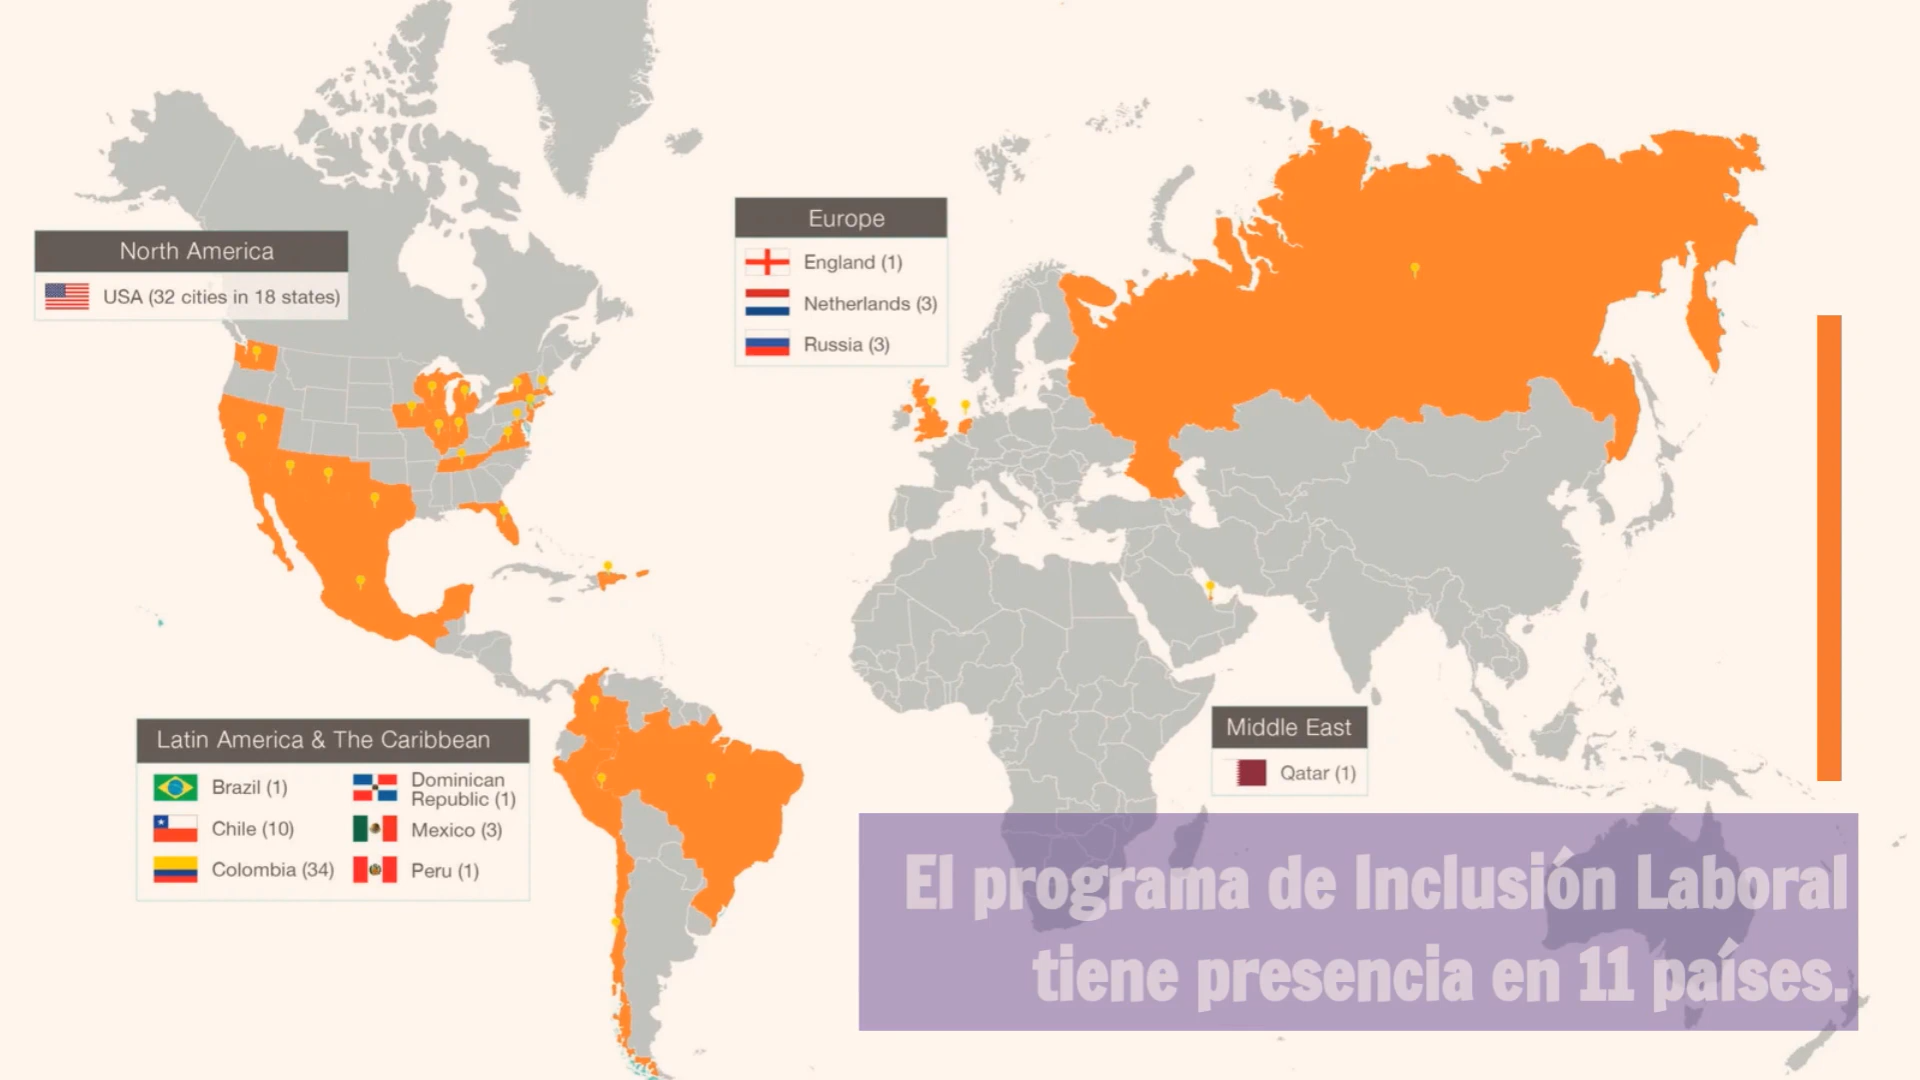 North America
USA (32 cities in 18 states)
Europe
England (1)
Netherlands (3)
Russia (3)
Latin America & The Caribbean
Brazil (1)
Chile (10)
Colombia (34)
Dominican
Republic (1)
Mexico (3)
Peru (1)
Middle East
Qatar (1)
El programa de Inclusión Laboral
tiene presencia en 11 países.